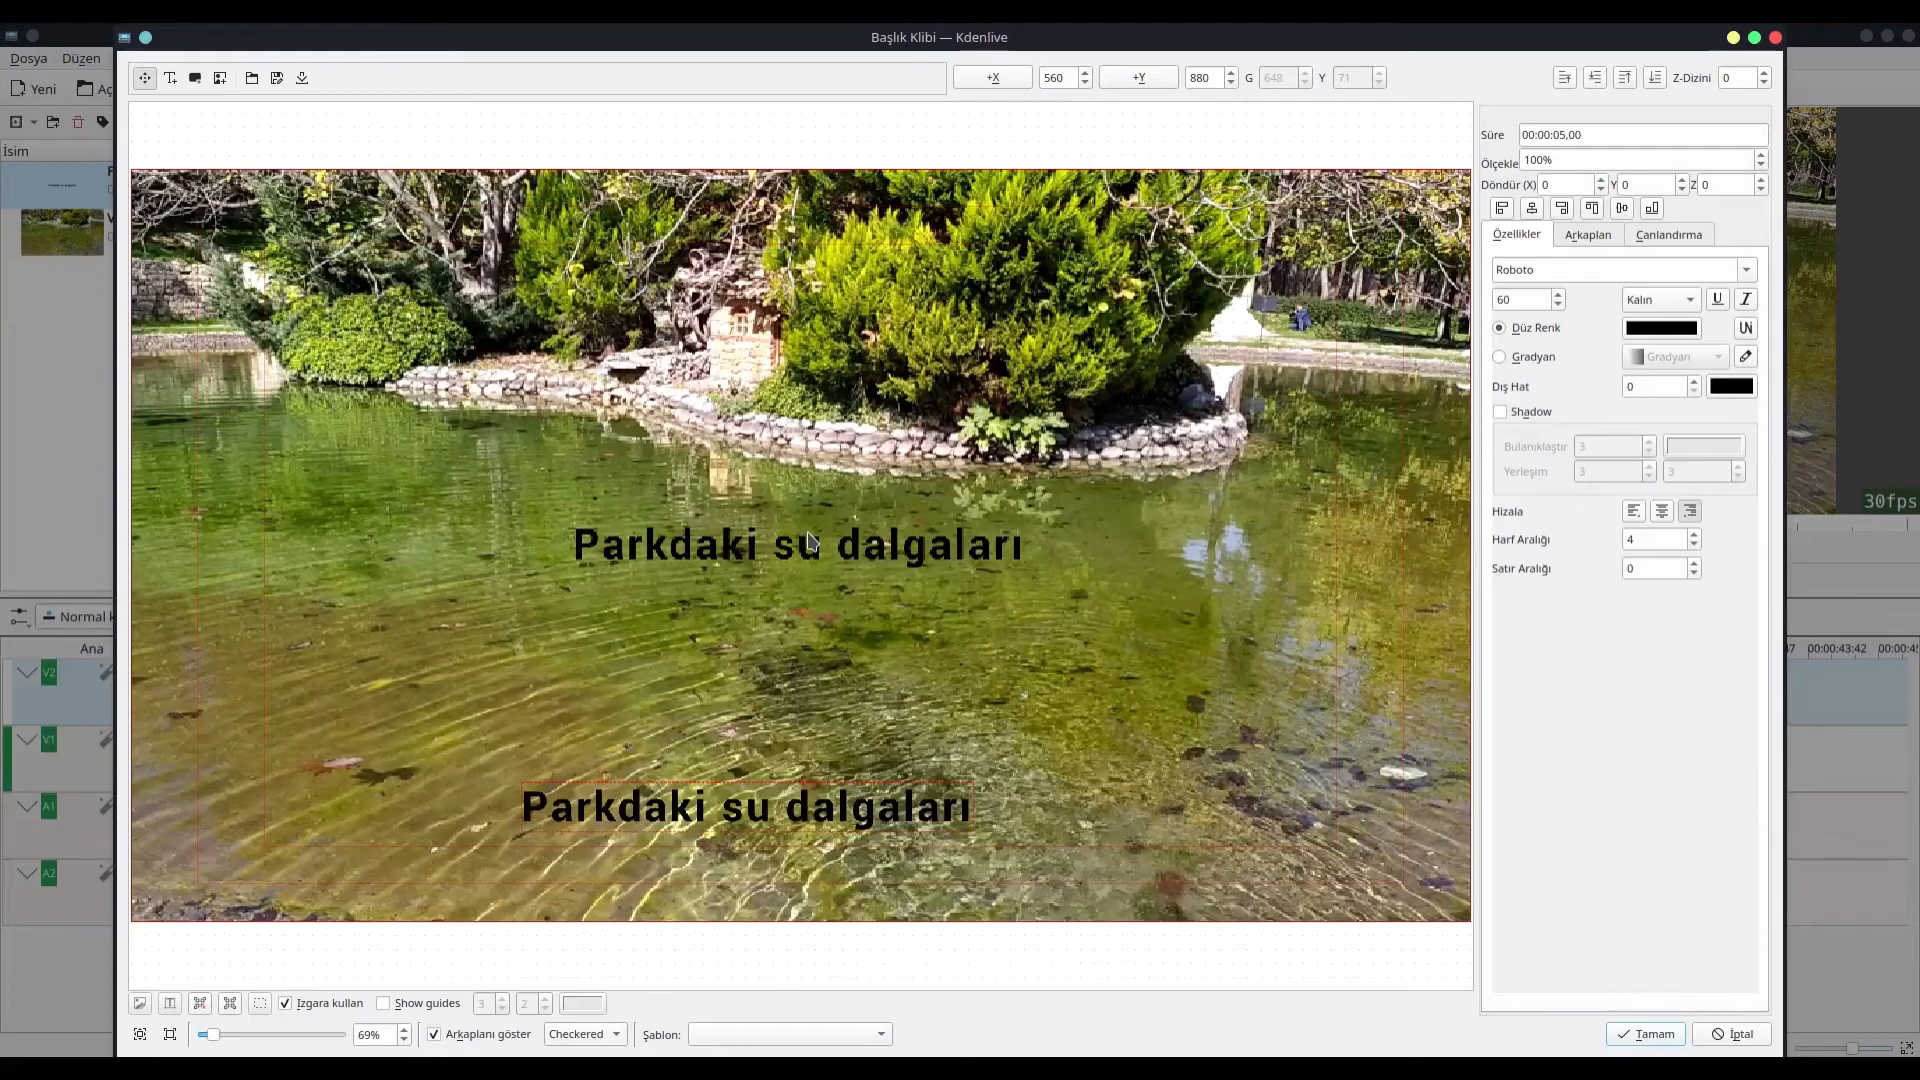 Başlık Klibi — Kdenlive
Dosya Düzen
Yeni Aç
+X 560 +Y 880 G 648 Y 71 Z-Dizini 0
İsim
Süre 00:00:05,00
Ölçekle 100%
Döndür (X) 0 Y 0 Z 0
Özellikler Arkaplan Canlandırma
Roboto
60 Kalın U I
Düz Renk
Gradyan Gradyan
Dış Hat 0
Shadow
Bulanıklaştır 3
Yerleşim 3 3
30fps
Hizala
Harf Aralığı 4
Satır Aralığı 0
Parkdaki su dalgaları
Normal k
Ana
00:00:43:42 00:00:45
V2
V1
Parkdaki su dalgaları
A1
A2
Izgara kullan Show guides 3 2
69% Arkaplanı göster Checkered Şablon:
Tamam İptal